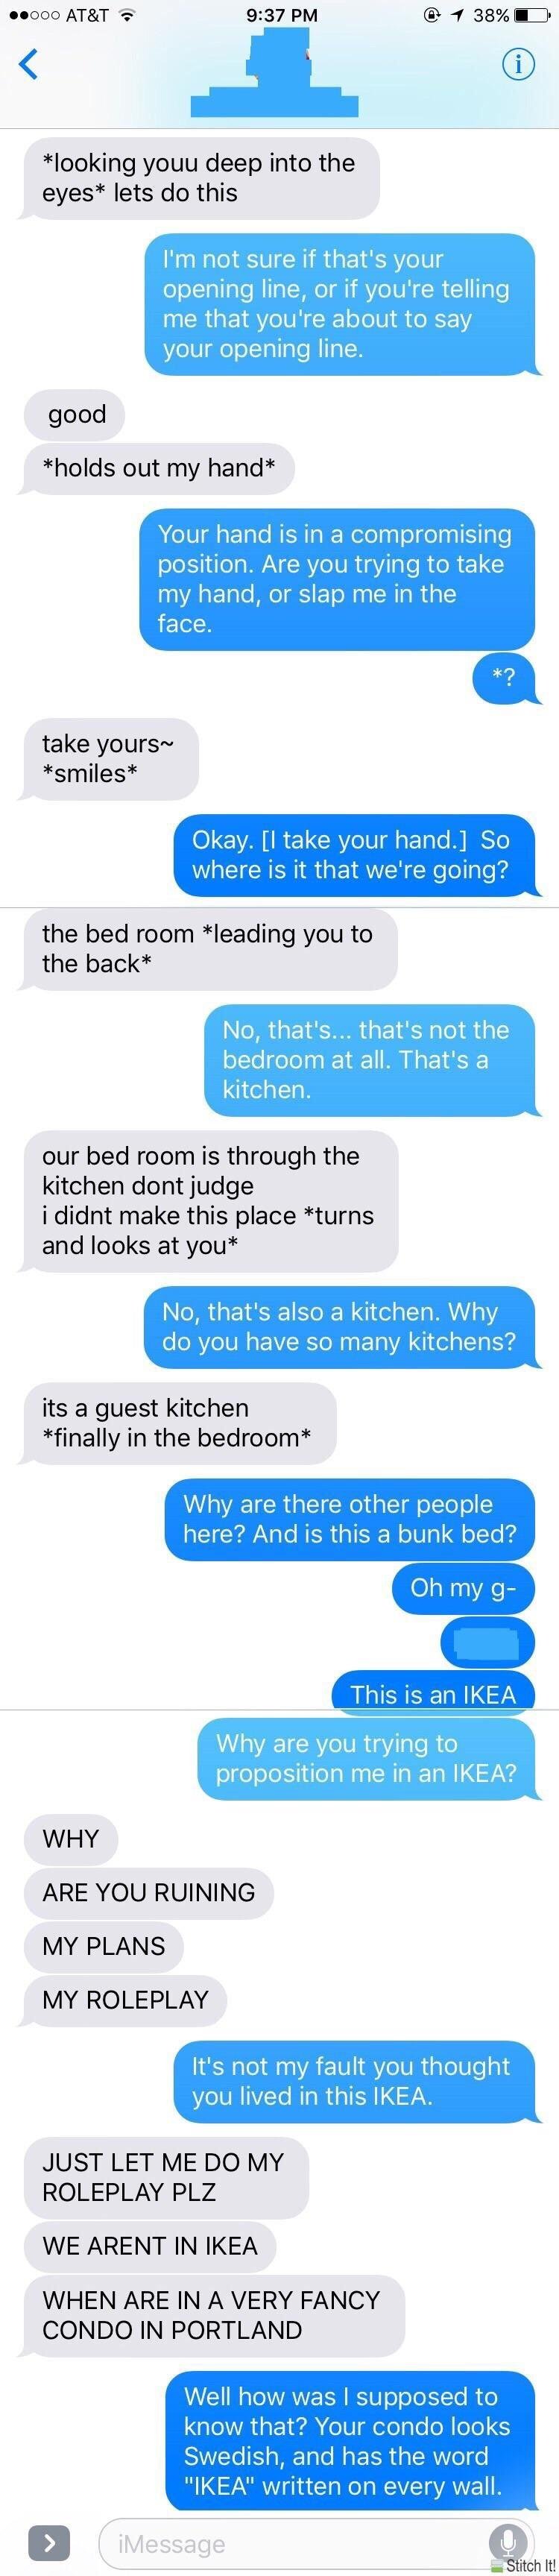 AT&T 9:37 PM 38%
*looking youu deep into the
eyes* lets do this
I'm not sure if that's your
opening line, or if you're telling
me that you're about to say
your opening line.
good
*holds out my hand*
Your hand is in a compromising
position. Are you trying to take
my hand, or slap me in the
face.
*?
take yours~
*smiles*
Okay. [I take your hand.]  So
where is it that we're going?
the bed room *leading you to
the back*
No, that's... that's not the
bedroom at all. That's a
kitchen.
our bed room is through the
kitchen dont judge
i didnt make this place *turns
and looks at you*
No, that's also a kitchen. Why
do you have so many kitchens?
its a guest kitchen
*finally in the bedroom*
Why are there other people
here? And is this a bunk bed?
Oh my g-
This is an IKEA
Why are you trying to
proposition me in an IKEA?
WHY
ARE YOU RUINING
MY PLANS
MY ROLEPLAY
It's not my fault you thought
you lived in this IKEA.
JUST LET ME DO MY
ROLEPLAY PLZ
WE ARENT IN IKEA
WHEN ARE IN A VERY FANCY
CONDO IN PORTLAND
Well how was I supposed to
know that? Your condo looks
Swedish, and has the word
"IKEA" written on every wall.
iMessage
Stitch It!